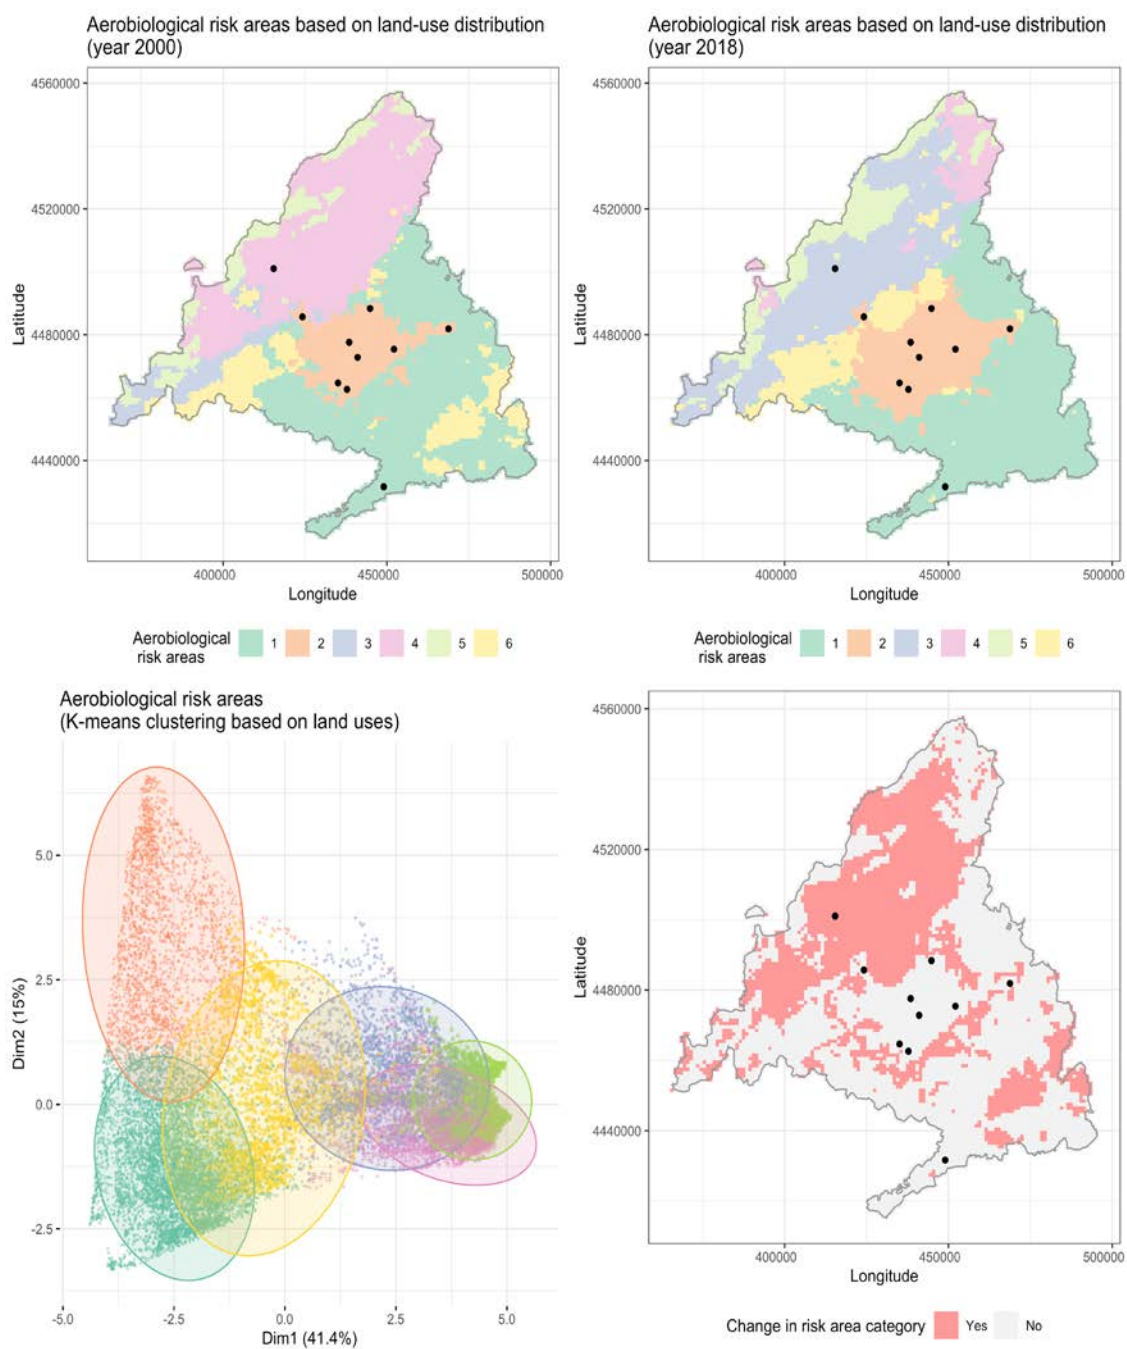 Aerobiological risk areas based on land-use distribution
(year 2000)
4560000
4520000
4480000
4440000
Latitude
400000
450000
500000
Longitude
Aerobiological
risk areas
1
2
3
4
5
6
Aerobiological risk areas based on land-use distribution
(year 2018)
4560000
4520000
4480000
4440000
Latitude
400000
450000
500000
Longitude
Aerobiological
risk areas
1
2
3
4
5
6
Aerobiological risk areas
(K-means clustering based on land uses)
5.0
2.5
0.0
-2.5
Dim2 (15%)
-5.0
-2.5
0.0
2.5
5.0
Dim1 (41.4%)
4560000
4520000
4480000
4440000
Latitude
400000
450000
500000
Longitude
Change in risk area category
Yes
No